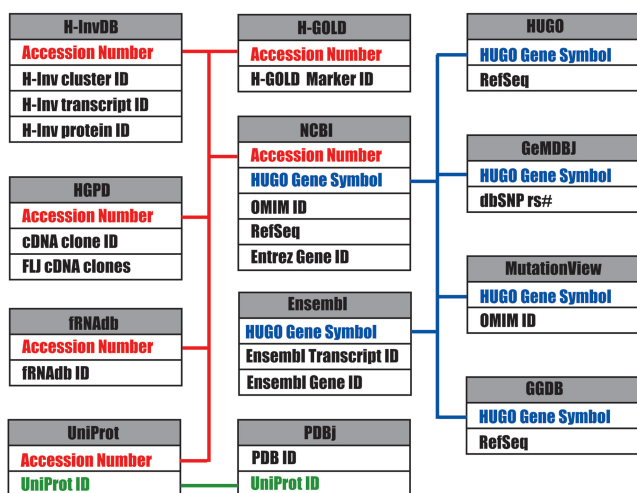 H-InvDB
Accession Number
H-Inv cluster ID
H-Inv transcript ID
H-Inv protein ID
HGPD
Accession Number
cDNA clone ID
FLJ cDNA clones
fRNAdb
Accession Number
fRNAdb ID
UniProt
Accession Number
UniProt ID
H-GOLD
Accession Number
H-GOLD Marker ID
NCBI
Accession Number
HUGO Gene Symbol
OMIM ID
RefSeq
Entrez Gene ID
Ensembl
HUGO Gene Symbol
Ensembl Transcript ID
Ensembl Gene ID
PDBj
PDB ID
UniProt ID
HUGO
HUGO Gene Symbol
RefSeq
GeMDBJ
HUGO Gene Symbol
dbSNP rs#
MutationView
HUGO Gene Symbol
OMIM ID
GGDB
HUGO Gene Symbol
RefSeq